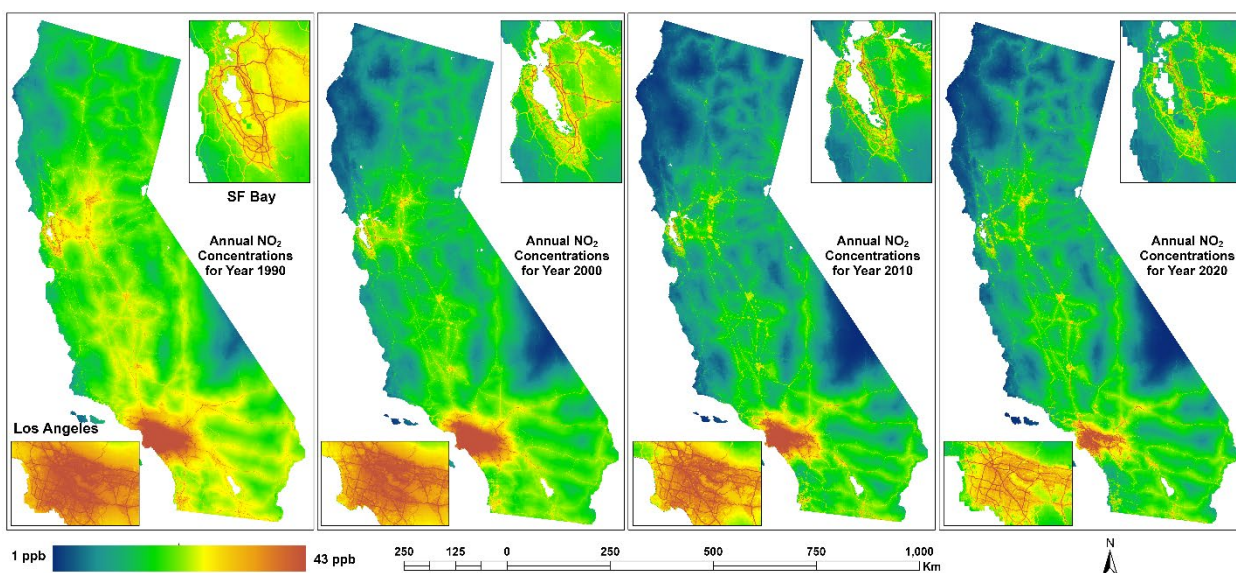 SF Bay
Annual NO₂
Concentrations
for Year 1990
Los Angeles
Annual NO₂
Concentrations
for Year 2000
Annual NO₂
Concentrations
for Year 2010
Annual NO₂
Concentrations
for Year 2020
1 ppb
43 ppb
250 125 0 250 500 750 1,000
Km
N